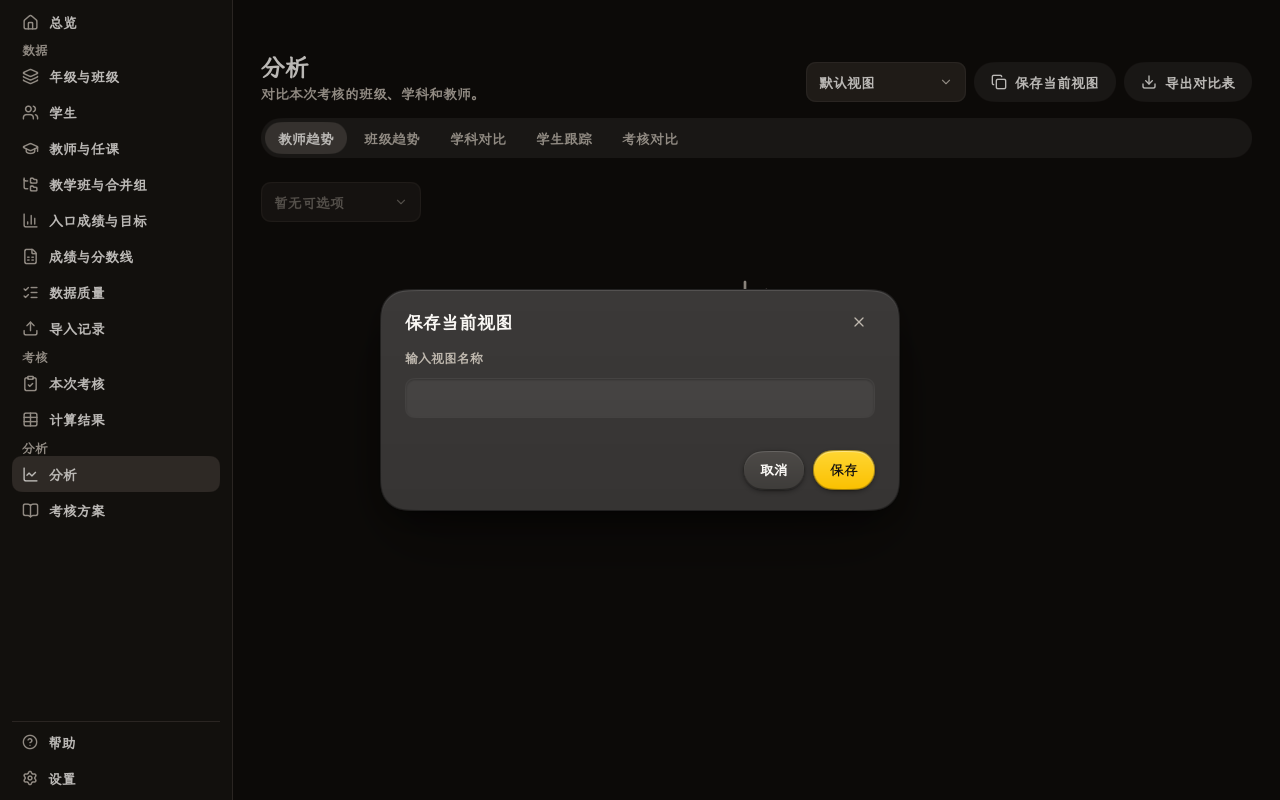 总览
数据
年级与班级
学生
教师与任课
教学班与合并组
入口成绩与目标
成绩与分数线
数据质量
导入记录
考核
本次考核
计算结果
分析
分析
考核方案
帮助
设置
分析
对比本次考核的班级、学科和教师。
默认视图
保存当前视图
导出对比表
教师趋势 班级趋势 学科对比 学生跟踪 考核对比
暂无可选项
保存当前视图
输入视图名称
取消
保存